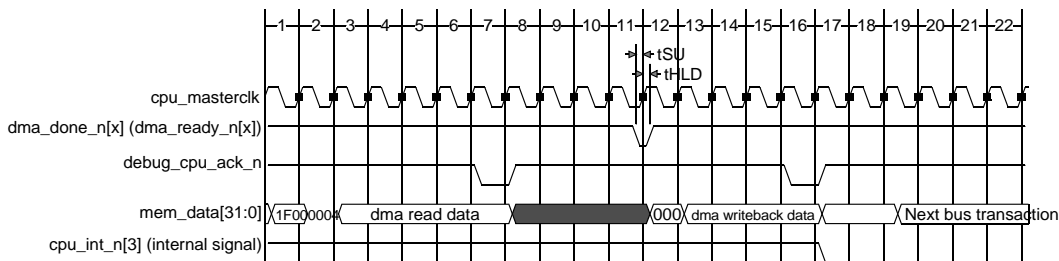 1 2 3 4 5 6 7 8 9 10 11 12 13 14 15 16 17 18 19 20 21 22
tSU
tHLD
cpu_masterclk
dma_done_n[x] (dma_ready_n[x])
debug_cpu_ack_n
mem_data[31:0] 1F000004 dma read data 000 dma writeback data Next bus transaction
cpu_int_n[3] (internal signal)